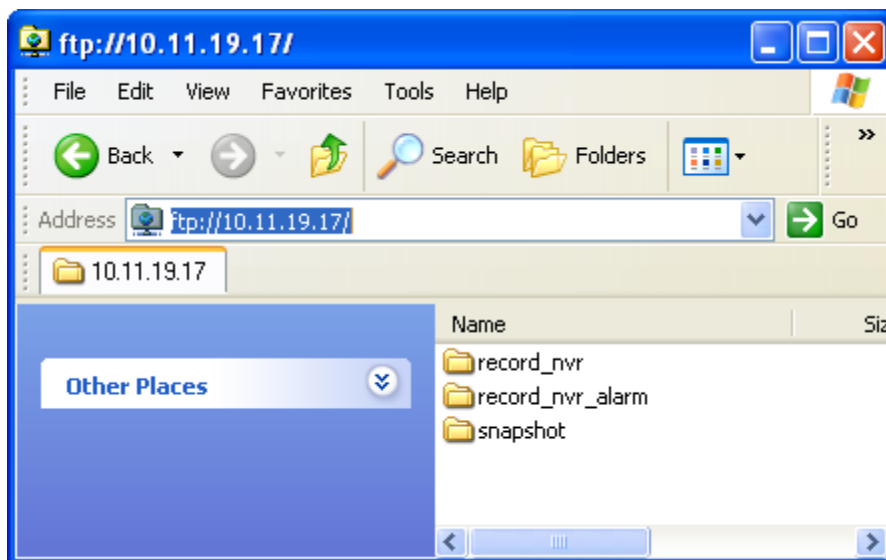 ftp://10.11.19.17/
File Edit View Favorites Tools Help
Back Search Folders »
Address ftp://10.11.19.17/ Go
10.11.19.17
Name Siz
Other Places
record_nvr
record_nvr_alarm
snapshot